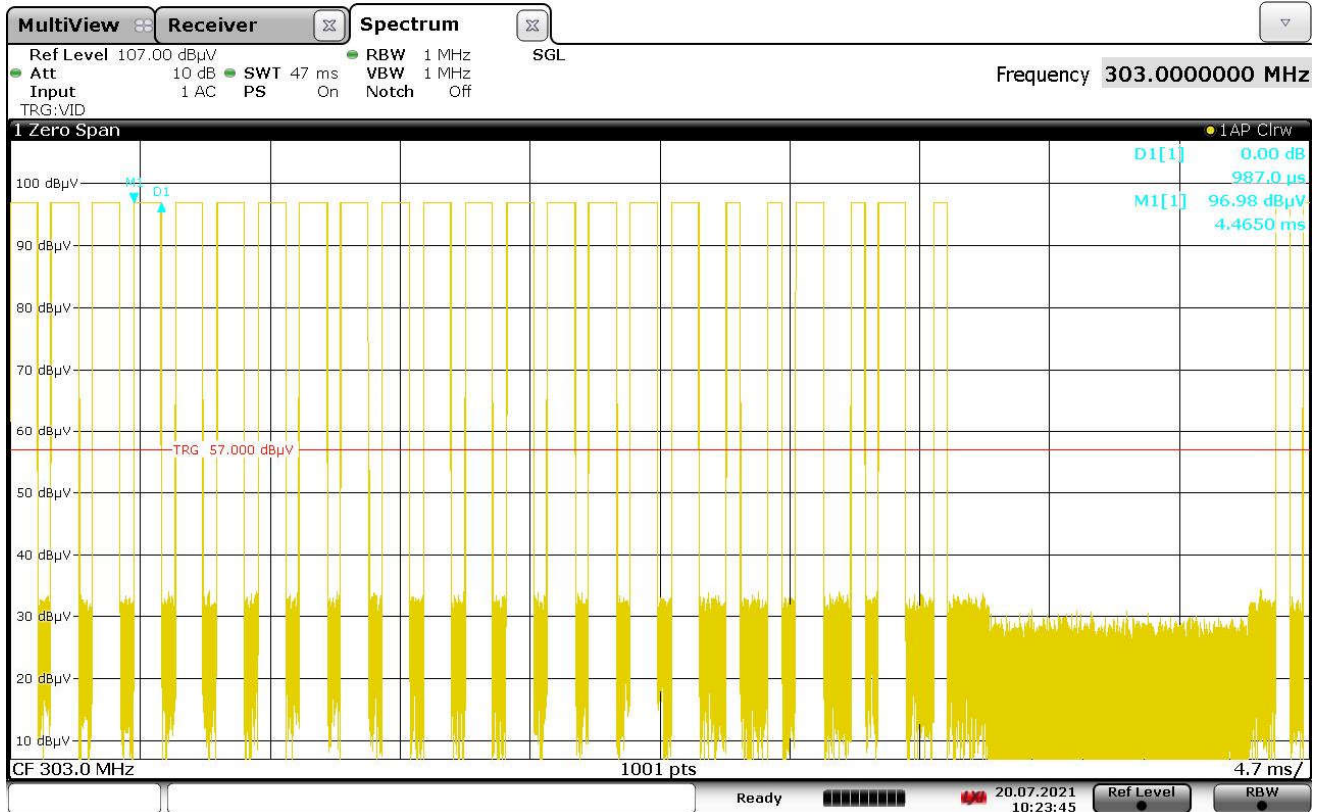 MultiView Receiver Spectrum
Ref Level 107.00 dBµV RBW 1 MHz SGL
Att 10 dB SWT 47 ms VBW 1 MHz Frequency 303.0000000 MHz
Input 1 AC PS On Notch Off
TRG:VID
1 Zero Span 1AP Clrw
D1[1] 0.00 dB
987.0 µs
M1[1] 96.98 dBµV
4.4650 ms
M1
D1
100 dBµV
90 dBµV
80 dBµV
70 dBµV
60 dBµV
TRG 57.000 dBµV
50 dBµV
40 dBµV
30 dBµV
20 dBµV
10 dBµV
CF 303.0 MHz 1001 pts 4.7 ms/
Ready 20.07.2021 Ref Level RBW
10:23:45